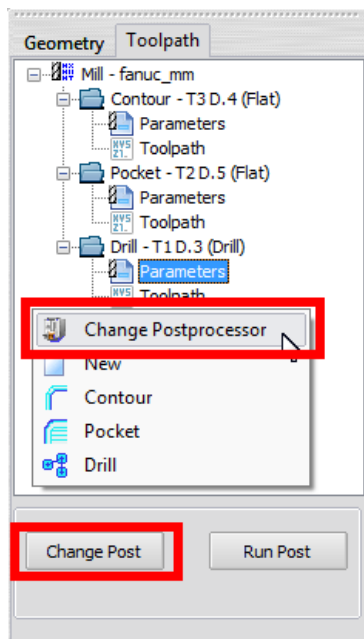 Geometry Toolpath
Mill - fanuc_mm
Contour - T3 D.4 (Flat)
Parameters
Toolpath
Pocket - T2 D.5 (Flat)
Parameters
Toolpath
Drill - T1 D.3 (Drill)
Parameters
Toolpath
Change Postprocessor
New
Contour
Pocket
Drill
Change Post Run Post